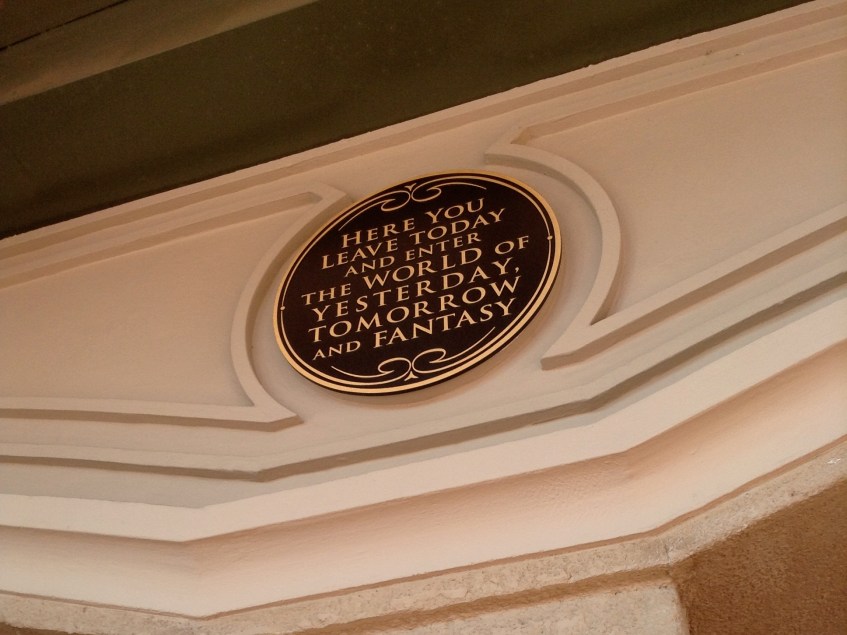 HERE YOU
LEAVE TODAY
AND ENTER
THE WORLD OF
YESTERDAY,
TOMORROW
AND FANTASY